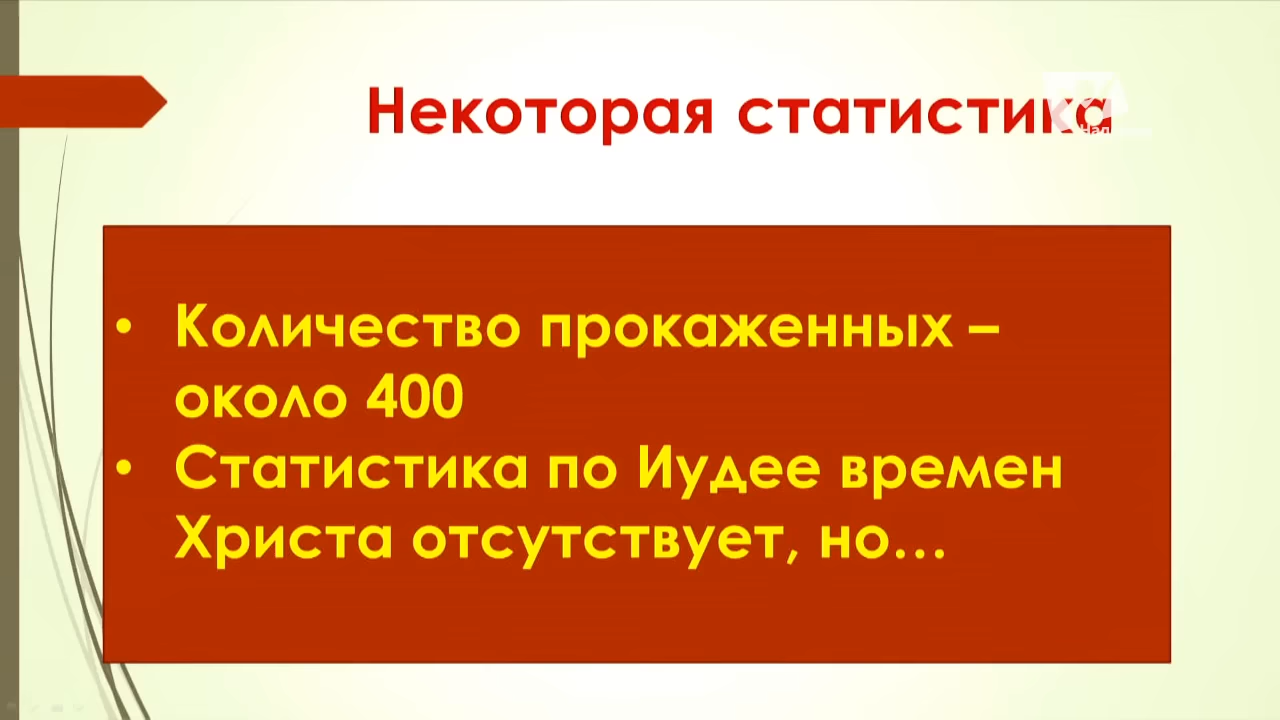 Некоторая статистика
• Количество прокаженных –
около 400
• Статистика по Иудее времен
Христа отсутствует, но…